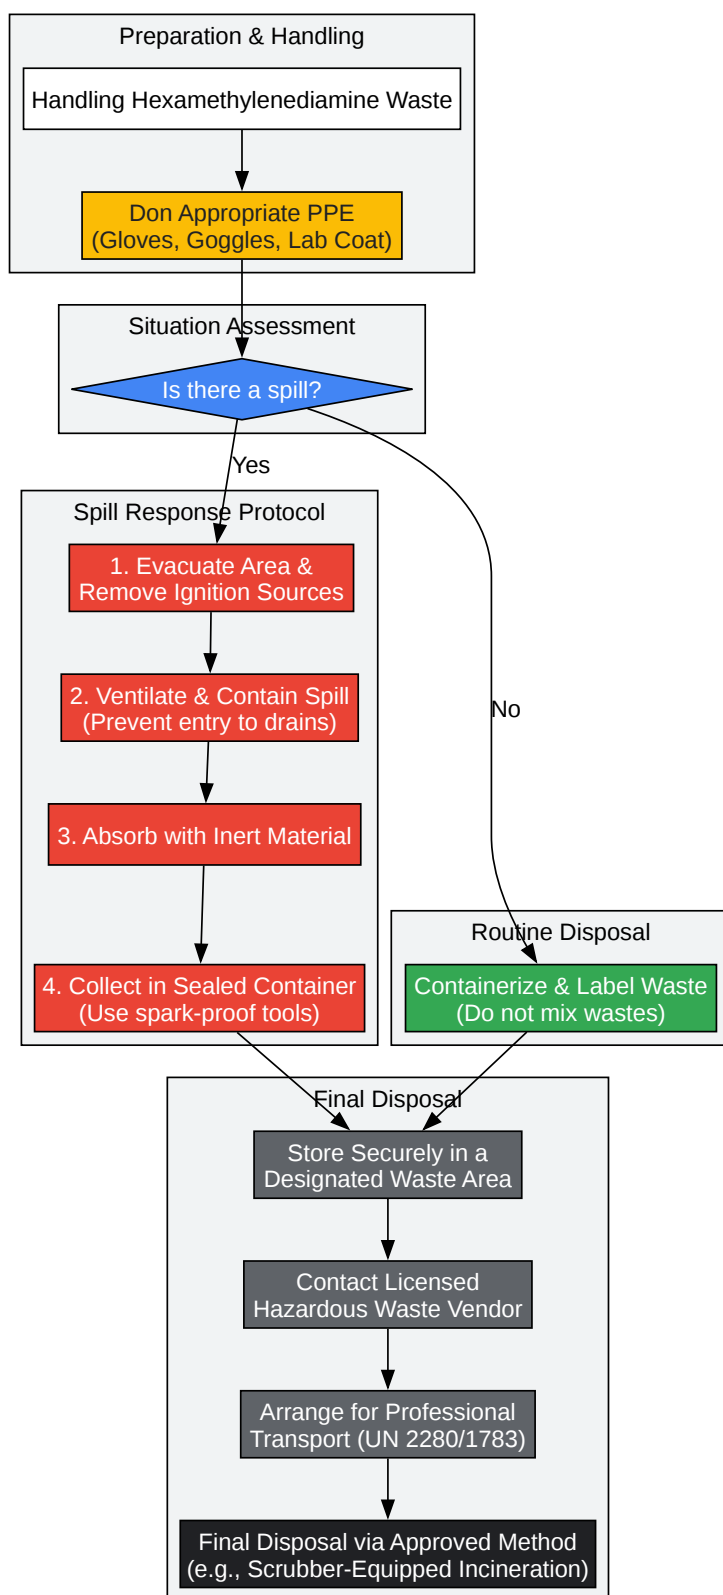 Preparation & Handling
Handling Hexamethylenediamine Waste
Don Appropriate PPE
(Gloves, Goggles, Lab Coat)
Situation Assessment
Is there a spill?
Yes
No
Spill Response Protocol
1. Evacuate Area &
Remove Ignition Sources
2. Ventilate & Contain Spill
(Prevent entry to drains)
3. Absorb with Inert Material
4. Collect in Sealed Container
(Use spark-proof tools)
Routine Disposal
Containerize & Label Waste
(Do not mix wastes)
Final Disposal
Store Securely in a
Designated Waste Area
Contact Licensed
Hazardous Waste Vendor
Arrange for Professional
Transport (UN 2280/1783)
Final Disposal via Approved Method
(e.g., Scrubber-Equipped Incineration)